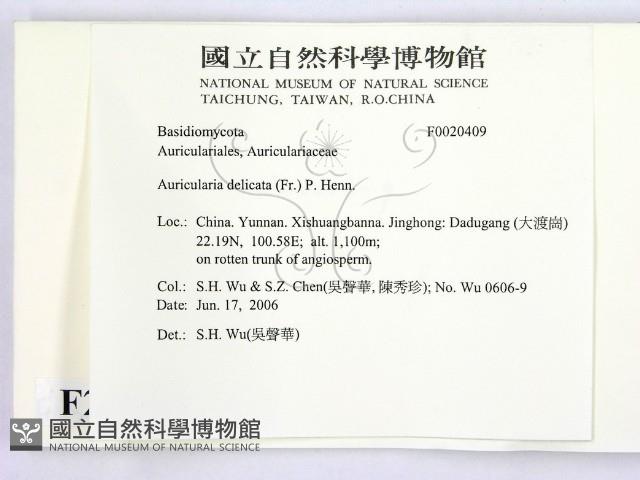 國立自然科學博物館
NATIONAL MUSEUM OF NATURAL SCIENCE
TAICHUNG, TAIWAN, R.O.CHINA
Basidiomycota F0020409
Auriculariales, Auriculariaceae
Auricularia delicata (Fr.) P. Henn.
Loc.: China. Yunnan. Xishuangbanna. Jinghong: Dadugang (大渡崗)
22.19N, 100.58E; alt. 1,100m;
on rotten trunk of angiosperm.
Col.: S.H. Wu & S.Z. Chen(吳聲華, 陳秀珍); No. Wu 0606-9
Date: Jun. 17, 2006
Det.: S.H. Wu(吳聲華)
國立自然科學博物館
NATIONAL MUSEUM OF NATURAL SCIENCE